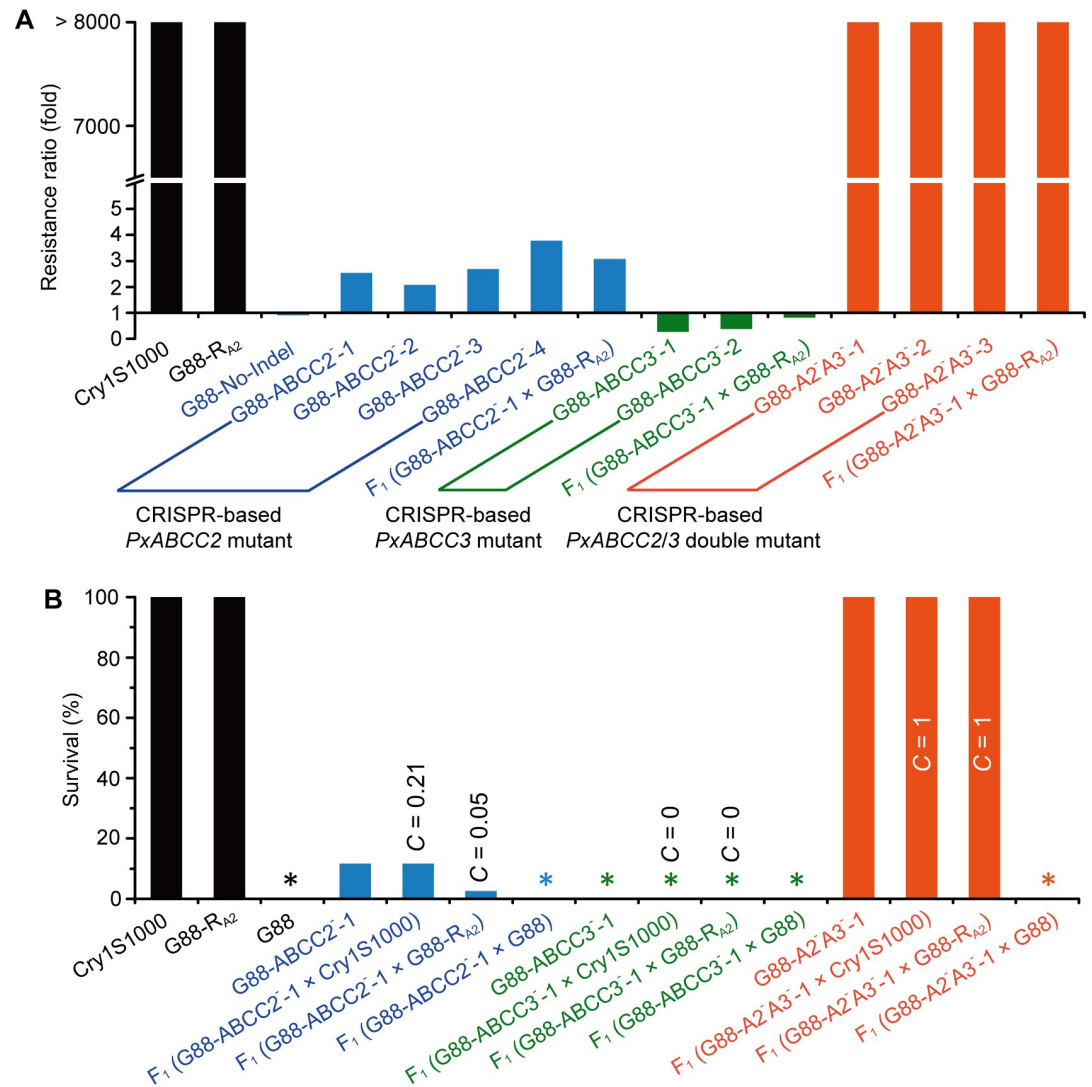 A
> 8000
7000
5
4
3
2
1
0
Resistance ratio (fold)
Cry1S1000
G88-R_A2
G88-No-Indel
G88-ABCC2⁻-1
G88-ABCC2⁻-2
G88-ABCC2⁻-3
G88-ABCC2⁻-4
F₁ (G88-ABCC2⁻-1 × G88-R_A2)
G88-ABCC3⁻-1
G88-ABCC3⁻-2
F₁ (G88-ABCC3⁻-1 × G88-R_A2)
G88-A2⁻A3⁻-1
G88-A2⁻A3⁻-2
G88-A2⁻A3⁻-3
F₁ (G88-A2⁻A3⁻-1 × G88-R_A2)
CRISPR-based
PxABCC2 mutant
CRISPR-based
PxABCC3 mutant
CRISPR-based
PxABCC2/3 double mutant
B
100
80
60
40
20
0
Survival (%)
*
C = 0.21
C = 0.05
*
*
C = 0
*
C = 0
*
*
C = 1
C = 1
*
Cry1S1000
G88-R_A2
G88
G88-ABCC2⁻-1
F₁ (G88-ABCC2⁻-1 × Cry1S1000)
F₁ (G88-ABCC2⁻-1 × G88-R_A2)
F₁ (G88-ABCC2⁻-1 × G88)
G88-ABCC3⁻-1
F₁ (G88-ABCC3⁻-1 × Cry1S1000)
F₁ (G88-ABCC3⁻-1 × G88-R_A2)
F₁ (G88-ABCC3⁻-1 × G88)
G88-A2⁻A3⁻-1
F₁ (G88-A2⁻A3⁻-1 × Cry1S1000)
F₁ (G88-A2⁻A3⁻-1 × G88-R_A2)
F₁ (G88-A2⁻A3⁻-1 × G88)